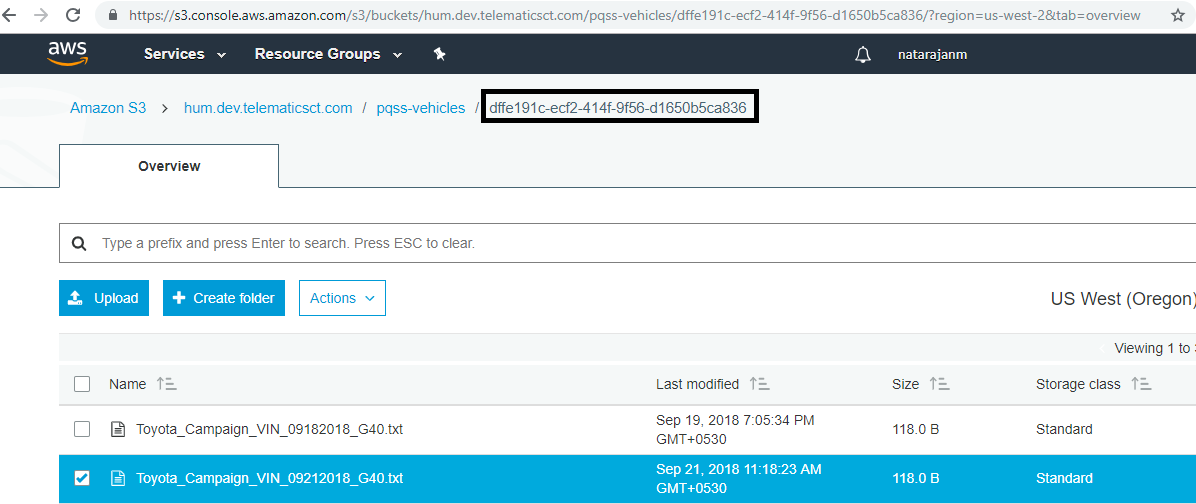 https://s3.console.aws.amazon.com/s3/buckets/hum.dev.telematicsct.com/pqss-vehicles/dffe191c-ecf2-414f-9f56-d1650b5ca836/?region=us-west-2&tab=overview
aws Services Resource Groups natarajanm
Amazon S3 > hum.dev.telematicsct.com / pqss-vehicles / dffe191c-ecf2-414f-9f56-d1650b5ca836
Overview
Type a prefix and press Enter to search. Press ESC to clear.
Upload + Create folder Actions US West (Oregon)
Viewing 1 to
Name Last modified Size Storage class
Toyota_Campaign_VIN_09182018_G40.txt Sep 19, 2018 7:05:34 PM GMT+0530 118.0 B Standard
Toyota_Campaign_VIN_09212018_G40.txt Sep 21, 2018 11:18:23 AM GMT+0530 118.0 B Standard